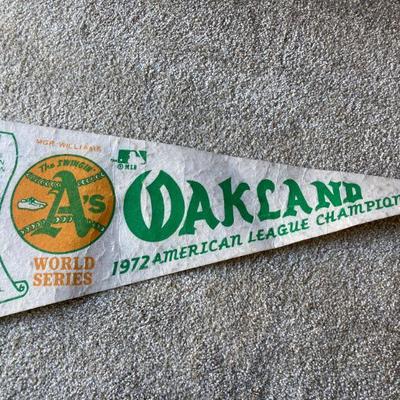 MGR. WILLIAMS
The SWINGIN'
A's
WORLD
SERIES
® MLB
OAKLAND
1972 AMERICAN LEAGUE CHAMPION